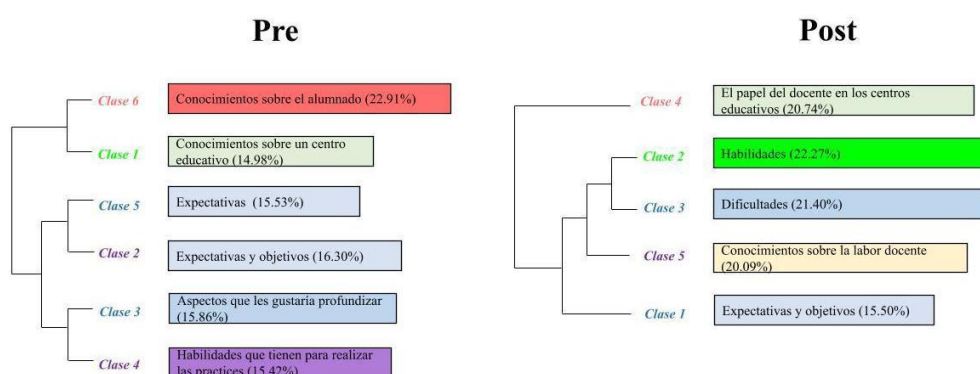 Pre
Clase 6
Conocimientos sobre el alumnado (22.91%)
Clase 1
Conocimientos sobre un centro
educativo (14.98%)
Clase 5
Expectativas (15.53%)
Clase 2
Expectativas y objetivos (16.30%)
Clase 3
Aspectos que les gustaría profundizar
(15.86%)
Clase 4
Habilidades que tienen para realizar
las practices (15.42%)
Post
Clase 4
El papel del docente en los centros
educativos (20.74%)
Clase 2
Habilidades (22.27%)
Clase 3
Dificultades (21.40%)
Clase 5
Conocimientos sobre la labor docente
(20.09%)
Clase 1
Expectativas y objetivos (15.50%)